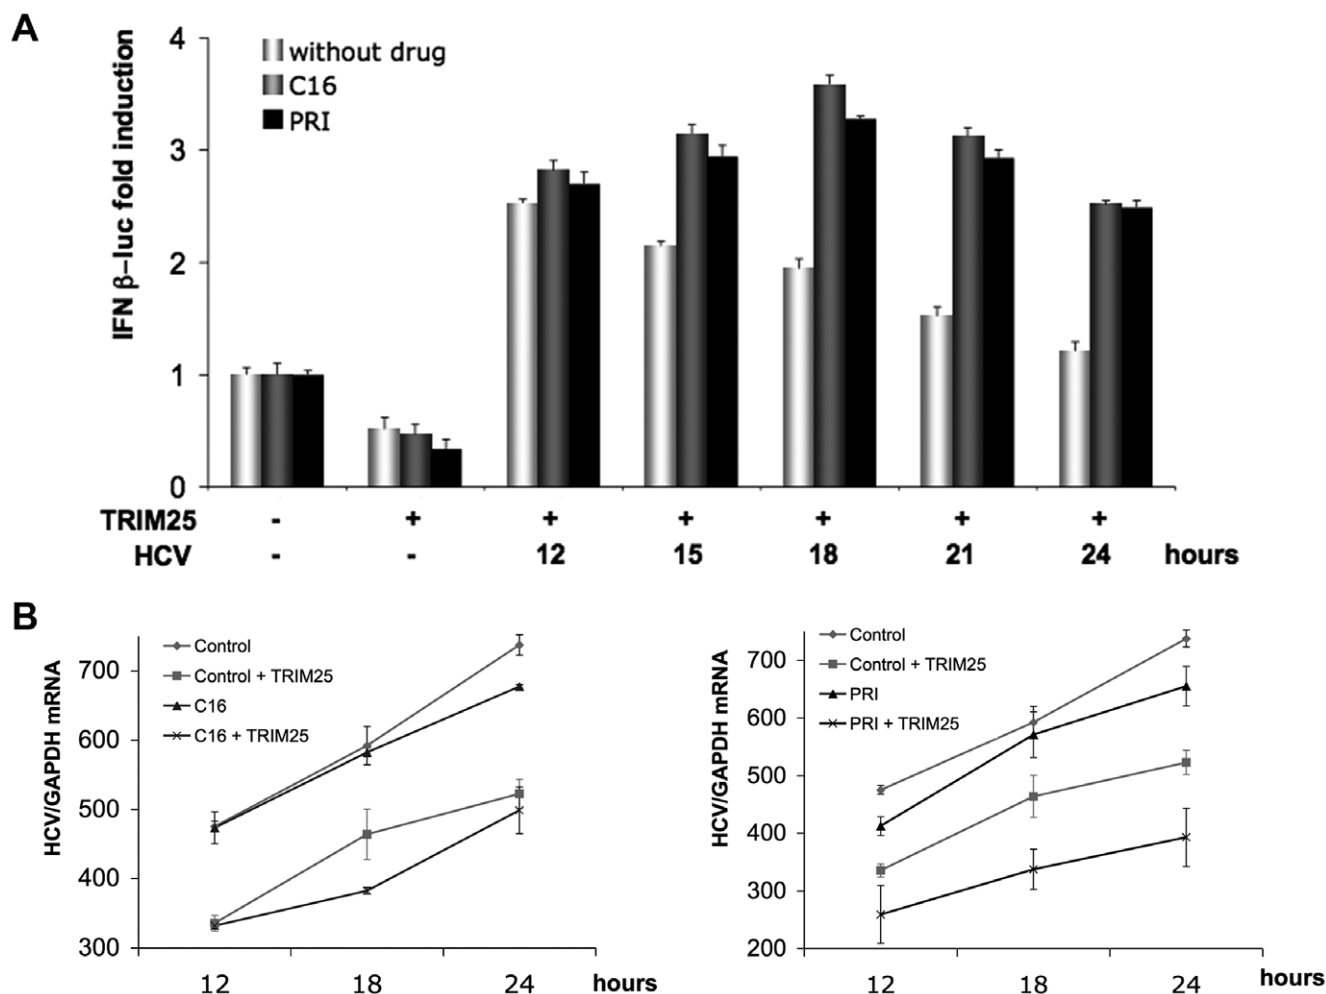 A
IFN β-luc fold induction
4
3
2
1
0
without drug
C16
PRI
TRIM25 - + + + + + +
HCV - - 12 15 18 21 24 hours
B
HCV/GAPDH mRNA
700
600
500
400
300
Control
Control + TRIM25
C16
C16 + TRIM25
12 18 24 hours
HCV/GAPDH mRNA
700
600
500
400
300
200
Control
Control + TRIM25
PRI
PRI + TRIM25
12 18 24 hours